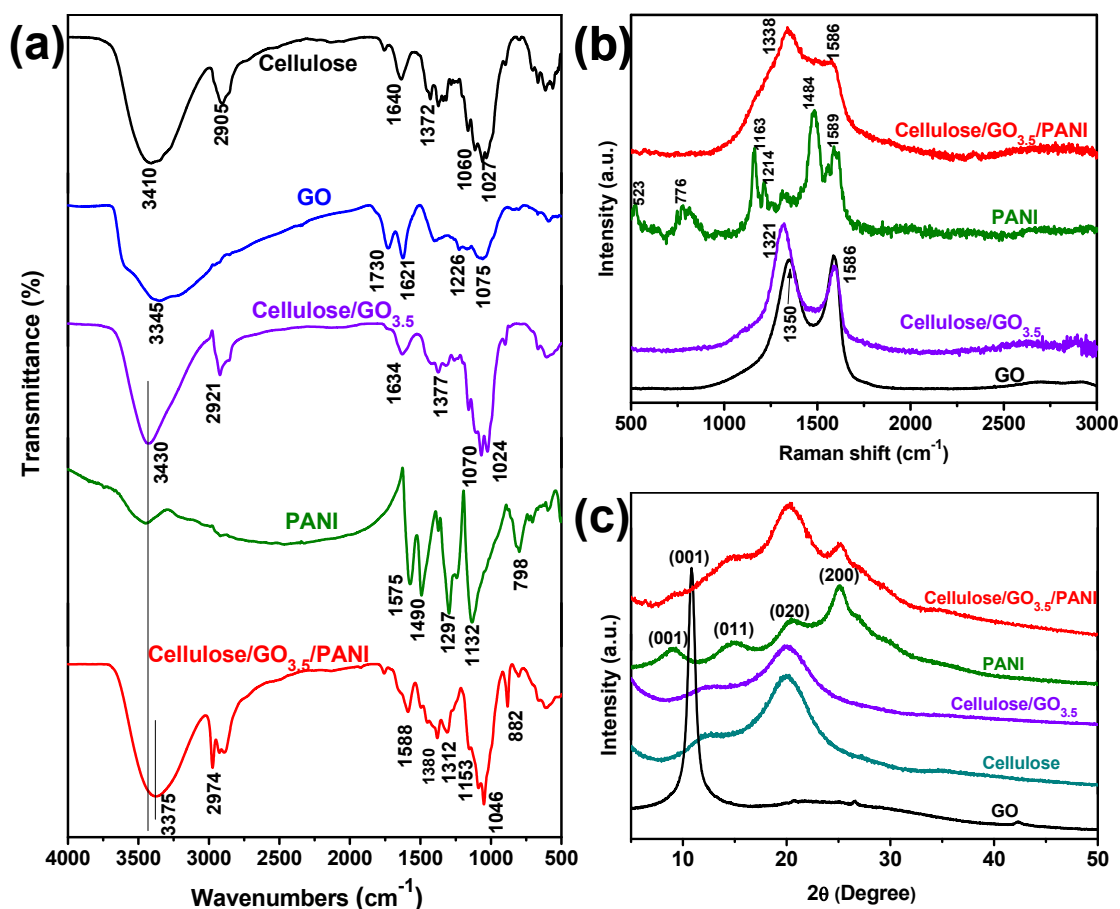 (a)
Cellulose
3410
2905
1640
1372
1060
1027
GO
3345
1730
1621
1226
1075
Cellulose/GO3.5
3430
2921
1634
1377
1070
1024
PANI
1575
1490
1297
1132
798
Cellulose/GO3.5/PANI
3375
2974
1588
1380
1312
1153
1046
882
Transmittance (%)
4000 3500 3000 2500 2000 1500 1000 500
Wavenumbers (cm-1)
(b)
1338
1586
Cellulose/GO3.5/PANI
523
776
1163
1214
1484
1589
PANI
1321
1350
1586
Cellulose/GO3.5
GO
Intensity (a.u.)
500 1000 1500 2000 2500 3000
Raman shift (cm-1)
(c)
(001)
Cellulose/GO3.5/PANI
(001)
(011)
(020)
(200)
PANI
Cellulose/GO3.5
Cellulose
GO
Intensity (a.u.)
10 20 30 40 50
2θ (Degree)